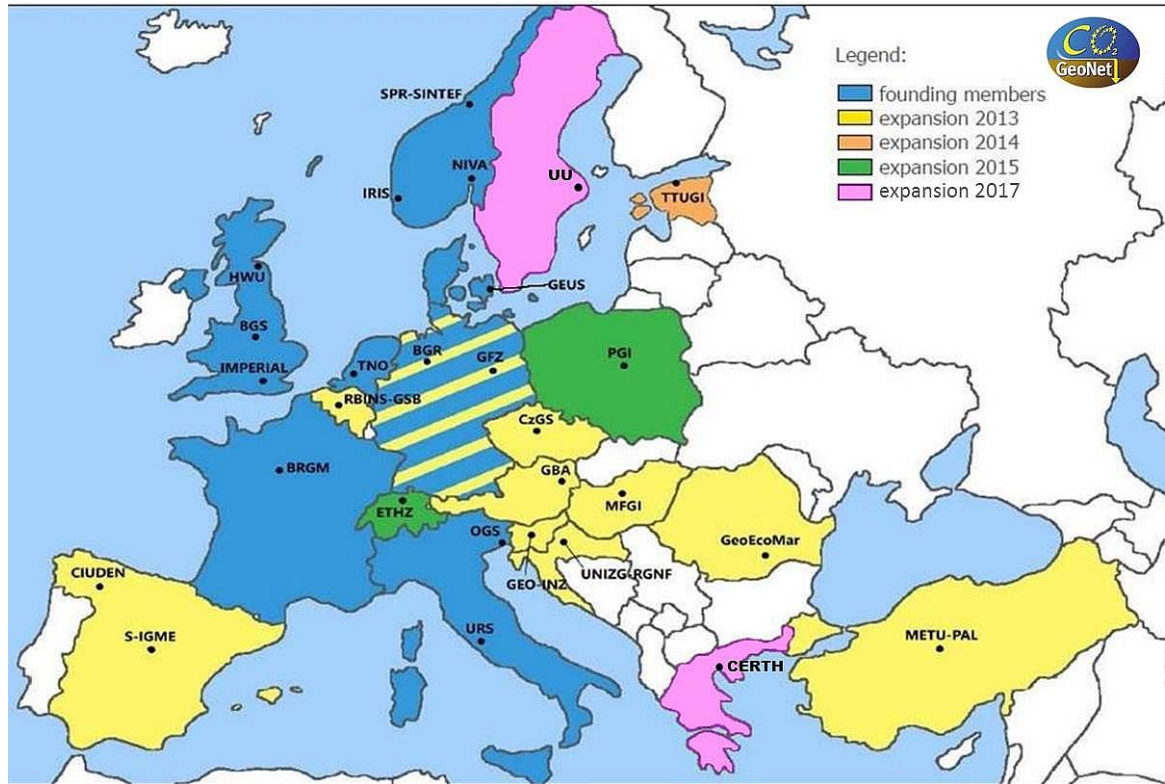 Legend:
founding members
expansion 2013
expansion 2014
expansion 2015
expansion 2017
CO2
GeoNet
SPR-SINTEF
NIVA
IRIS
UU
TTUGI
HWU
GEUS
BGS
IMPERIAL
TNO
BGR
GFZ
PGI
RBINS-GSB
CzGS
BRGM
GBA
ETHZ
MFGI
OGS
GeoEcoMar
GEO-INZ
UNIZG-RGNF
CIUDEN
S-IGME
URS
METU-PAL
CERTH